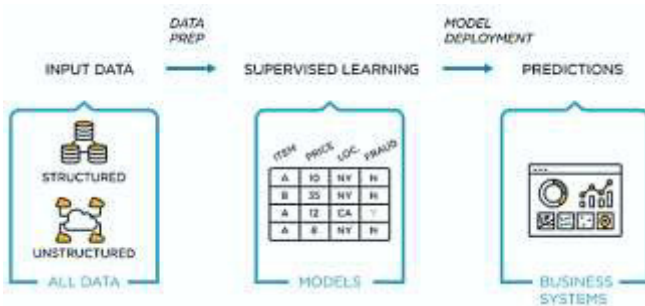 DATA
PREP
MODEL
DEPLOYMENT
INPUT DATA
SUPERVISED LEARNING
PREDICTIONS
STRUCTURED
UNSTRUCTURED
ALL DATA
ITEM PRICE LOC. FRAUD
A 10 NY N
B 35 NY N
A 12 CA Y
A 8 NY N
MODELS
BUSINESS
SYSTEMS